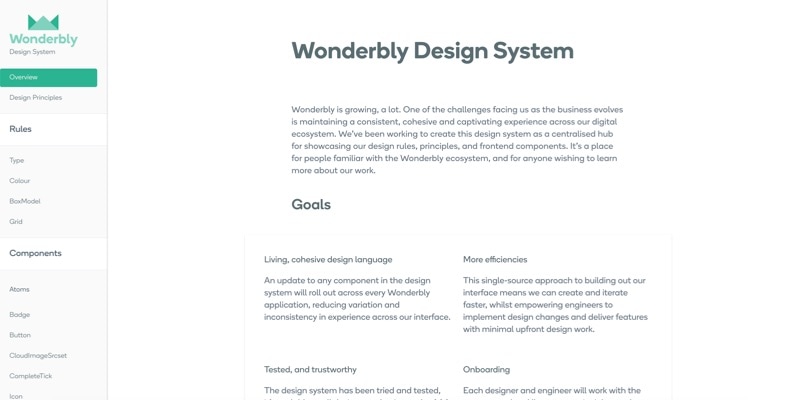 Wonderbly
Design System
Overview
Design Principles
Rules
Type
Colour
BoxModel
Grid
Components
Atoms
Badge
Button
CloudImageSrcset
CompleteTick
Icon
Wonderbly Design System
Wonderbly is growing, a lot. One of the challenges facing us as the business evolves
is maintaining a consistent, cohesive and captivating experience across our digital
ecosystem. We've been working to create this design system as a centralised hub
for showcasing our design rules, principles, and frontend components. It's a place
for people familiar with the Wonderbly ecosystem, and for anyone wishing to learn
more about our work.
Goals
Living, cohesive design language
An update to any component in the design
system will roll out across every Wonderbly
application, reducing variation and
inconsistency in experience across our interface.
More efficiencies
This single-source approach to building out our
interface means we can create and iterate
faster, whilst empowering engineers to
implement design changes and deliver features
with minimal upfront design work.
Tested, and trustworthy
The design system has been tried and tested,
Onboarding
Each designer and engineer will work with the